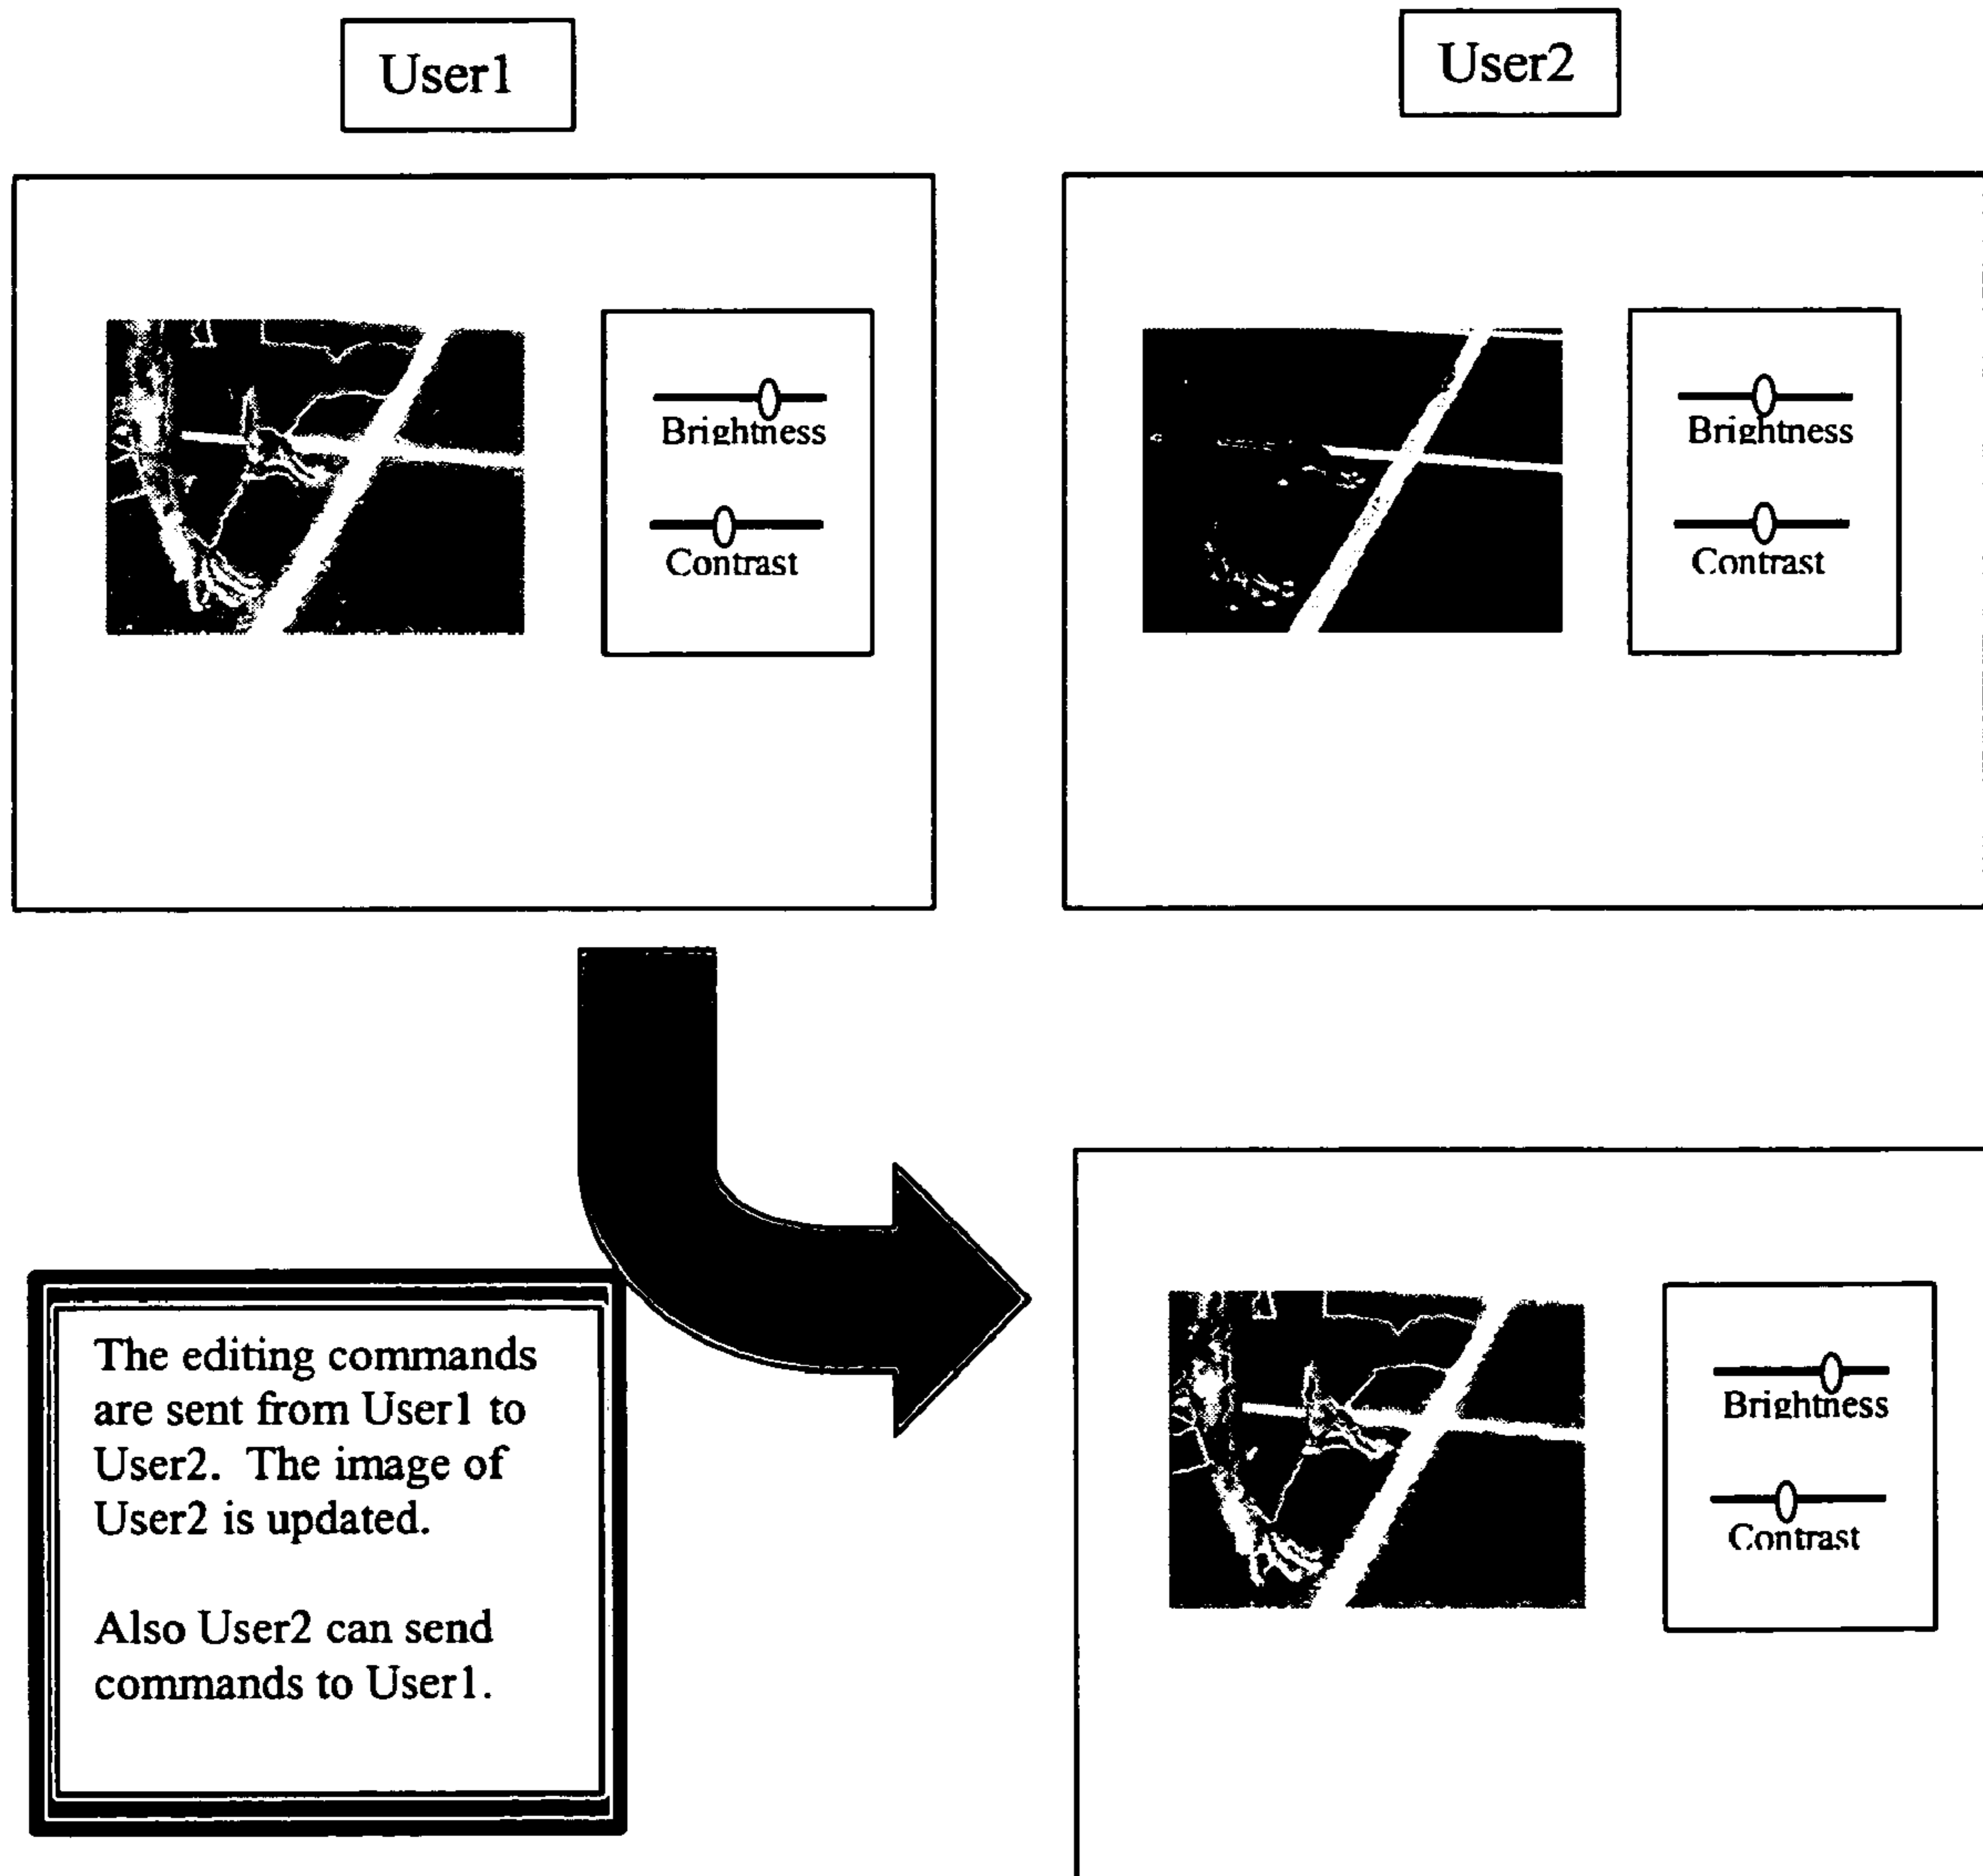 User1
User2
Brightness
Contrast
Brightness
Contrast
The editing commands
are sent from User1 to
User2. The image of
User2 is updated.
Also User2 can send
commands to User1.
Brightness
Contrast